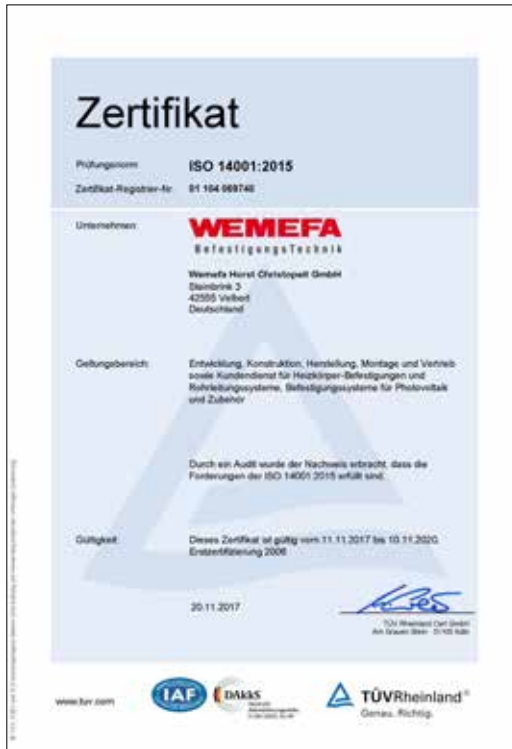 Zertifikat
Prüfungsnorm ISO 14001:2015
Zertifikat-Registrier-Nr. 01 104 069740
Unternehmen: WEMEFA
BefestigungsTechnik
Wemefa Horst Christopeit GmbH
Steinbrink 3
42555 Velbert
Deutschland
Geltungsbereich: Entwicklung, Konstruktion, Herstellung, Montage und Vertrieb
sowie Kundendienst für Heizkörper-Befestigungen und
Rohrleitungssysteme, Befestigungssysteme für Photovoltaik
und Zubehör
Durch ein Audit wurde der Nachweis erbracht, dass die
Forderungen der ISO 14001:2015 erfüllt sind.
Gültigkeit: Dieses Zertifikat ist gültig vom 11.11.2017 bis 10.11.2020.
Erstzertifizierung 2008
20.11.2017
TÜV Rheinland Cert GmbH
Am Grauen Stein · 51105 Köln
www.tuv.com
IAF
DAkkS
TÜVRheinland®
Genau. Richtig.